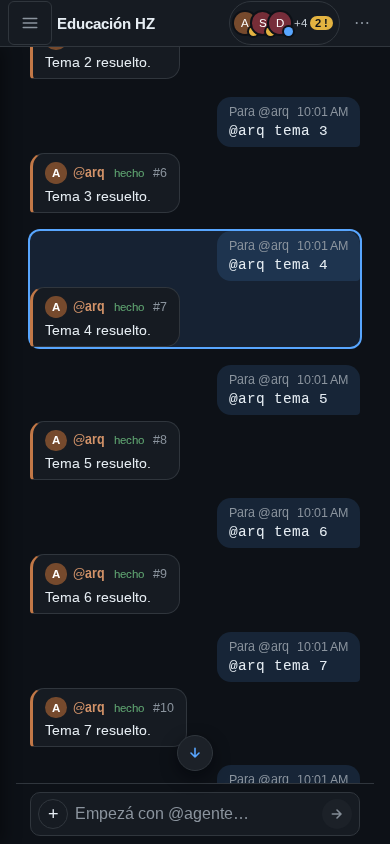 Educación HZ
A S D +4 2!
Tema 2 resuelto.
Para @arq 10:01 AM
@arq tema 3
A @arq hecho #6
Tema 3 resuelto.
Para @arq 10:01 AM
@arq tema 4
A @arq hecho #7
Tema 4 resuelto.
Para @arq 10:01 AM
@arq tema 5
A @arq hecho #8
Tema 5 resuelto.
Para @arq 10:01 AM
@arq tema 6
A @arq hecho #9
Tema 6 resuelto.
Para @arq 10:01 AM
@arq tema 7
A @arq hecho #10
Tema 7 resuelto.
Para @arq 10:01 AM
Empezá con @agente…